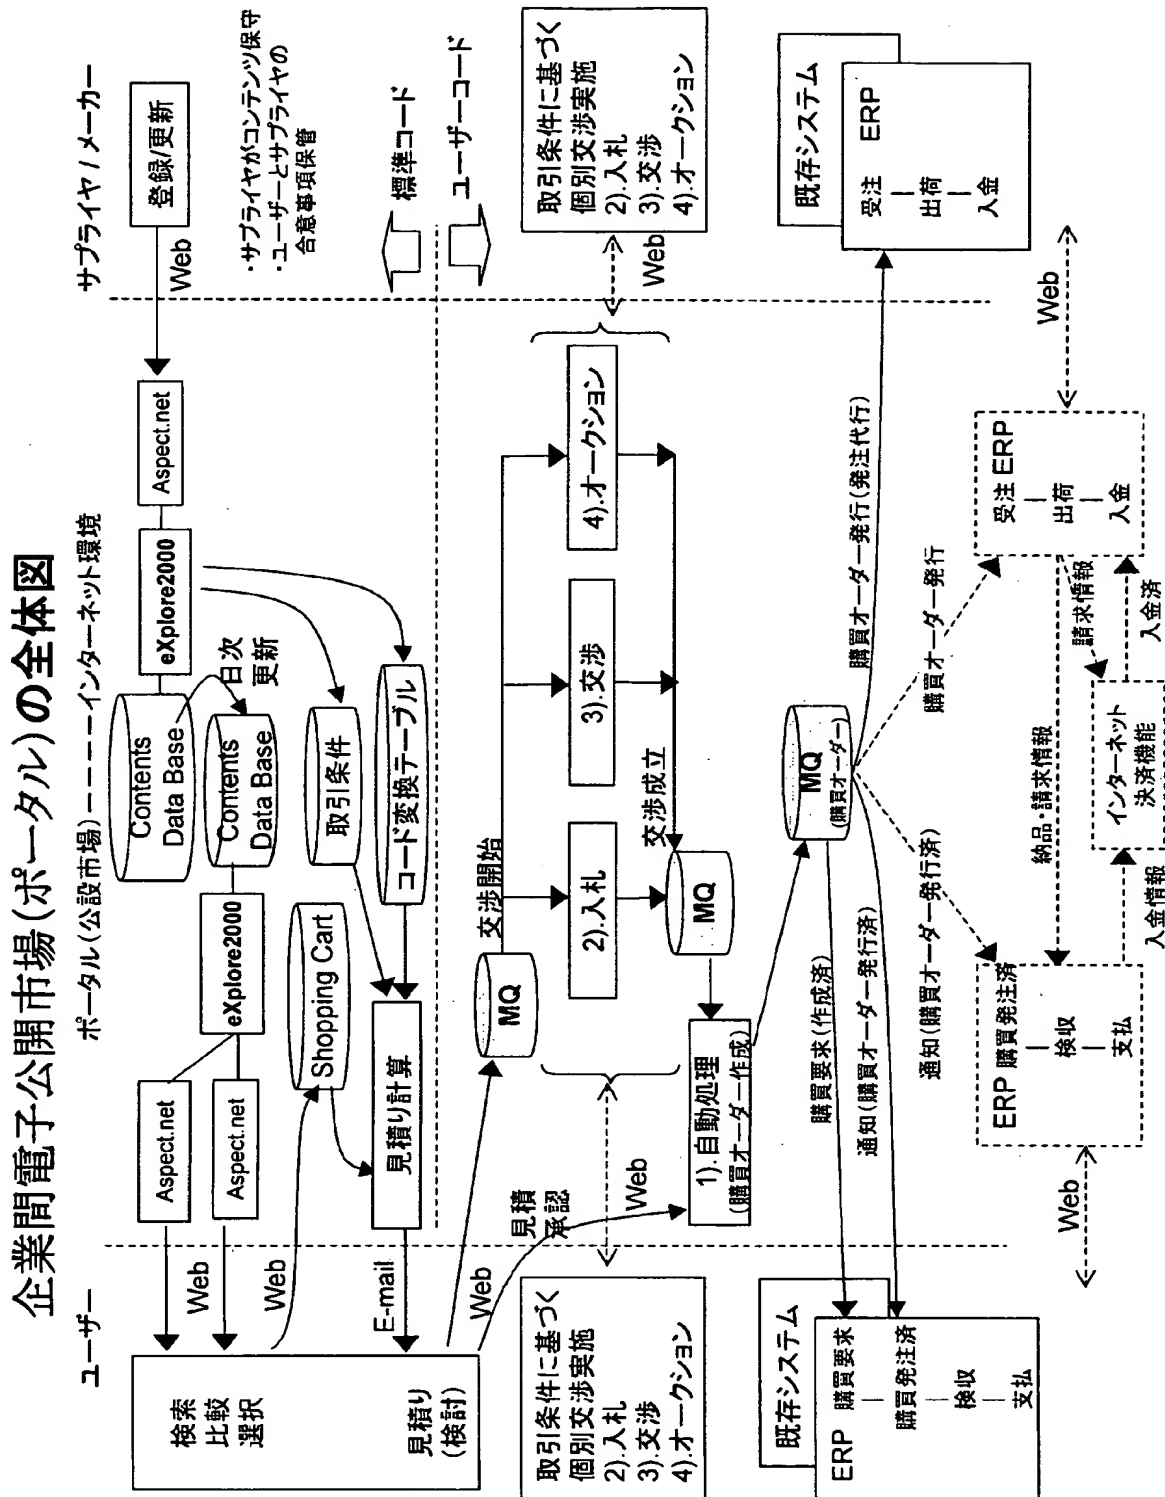 企業間電子公開市場(ポータル)の全体図
ユーザー
ポータル(公設市場)ーーーーインターネット環境
サプライヤ / メーカー
検索
比較
選択
見積り
(検討)
Web
Web
E-mail
Web
Aspect.net
Aspect.net
eXplore2000
Contents
Data Base
Contents
Data Base
日次
更新
eXplore2000
Aspect.net
Web
登録/更新
・サプライヤがコンテンツ保守
・ユーザーとサプライヤの
合意事項保管
Shopping Cart
取引条件
見積り計算
コード変換テーブル
標準コード
ユーザーコード
MQ
交渉開始
2).入札
3).交渉
4).オークション
交渉成立
MQ
見積
承認
Web
Web
取引条件に基づく
個別交渉実施
2).入札
3).交渉
4).オークション
取引条件に基づく
個別交渉実施
2).入札
3).交渉
4).オークション
1).自動処理
(購買オーダー作成)
MQ
(購買オーダー)
購買要求(作成済)
通知(購買オーダー発行済)
通知(購買オーダー発行済)
購買オーダー発行(発注代行)
購買オーダー発行
既存システム
ERP 購買要求
購買発注済
検収
支払
既存システム
ERP
受注
出荷
入金
ERP 購買発注済
検収
支払
納品・請求情報
請求情報
受注 ERP
出荷
入金
インターネット
決済機能
入金情報
入金済
Web
Web